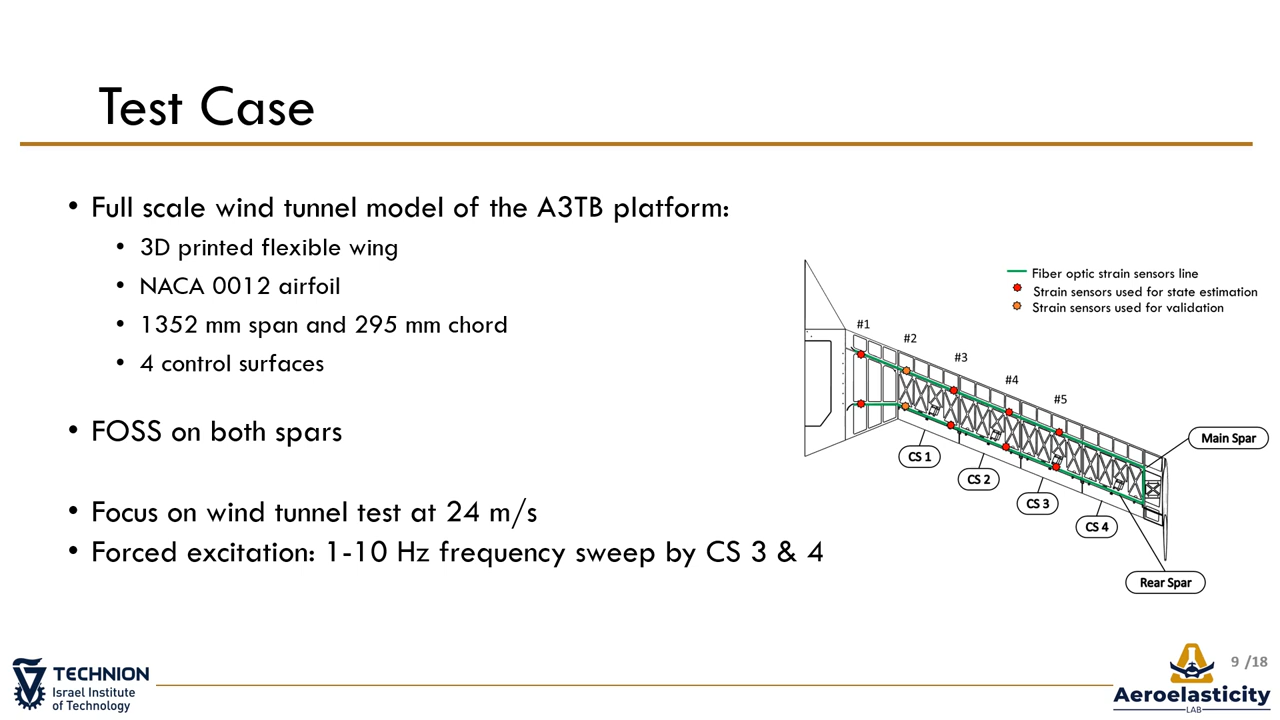 Test Case
• Full scale wind tunnel model of the A3TB platform:
• 3D printed flexible wing
• NACA 0012 airfoil
• 1352 mm span and 295 mm chord
• 4 control surfaces
• FOSS on both spars
• Focus on wind tunnel test at 24 m/s
• Forced excitation: 1-10 Hz frequency sweep by CS 3 & 4
Fiber optic strain sensors line
Strain sensors used for state estimation
Strain sensors used for validation
#1
#2
#3
#4
#5
Main Spar
CS 1
CS 2
CS 3
CS 4
Rear Spar
TECHNION
Israel Institute
of Technology
9 /18
Aeroelasticity
LAB